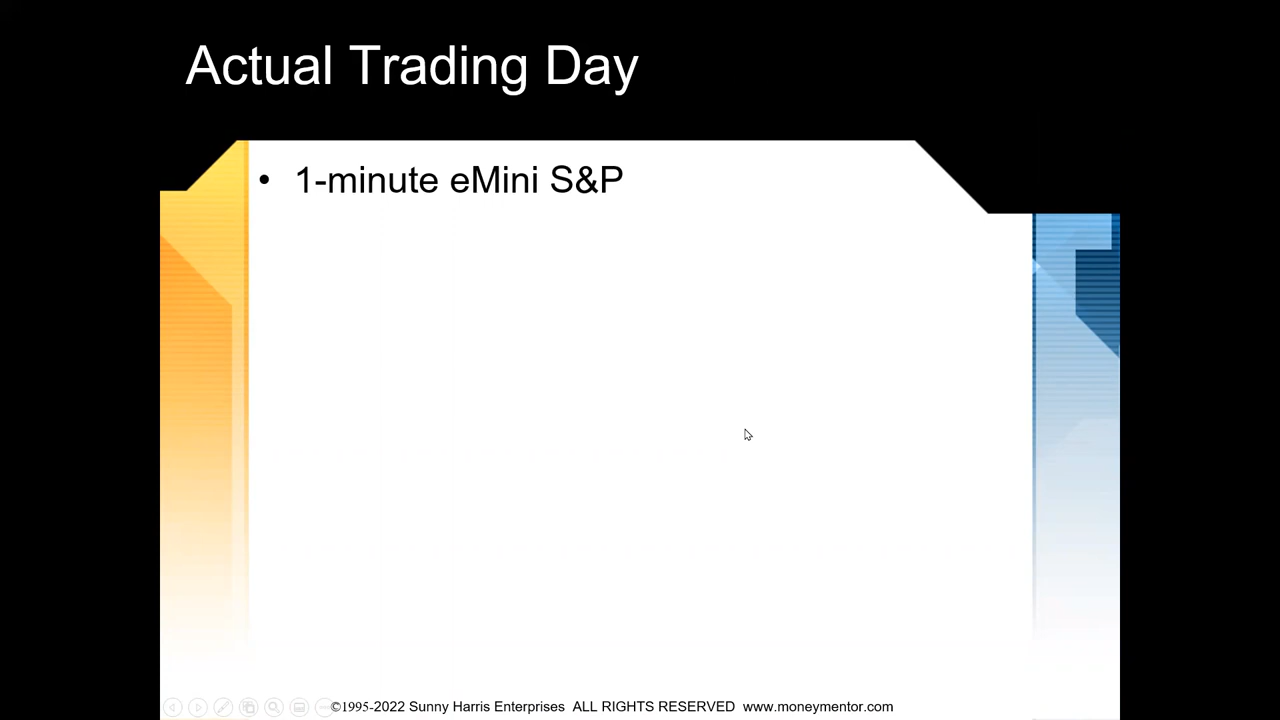 Actual Trading Day
• 1-minute eMini S&P
©1995-2022 Sunny Harris Enterprises ALL RIGHTS RESERVED www.moneymentor.com